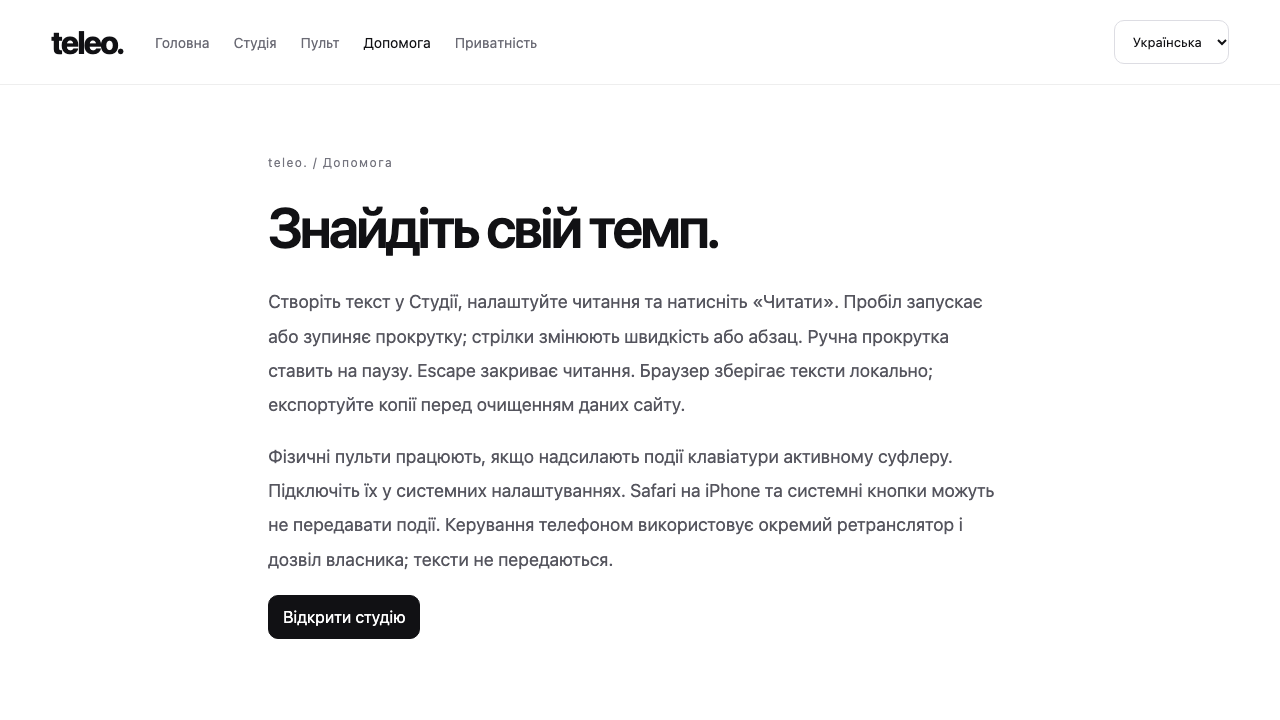 teleo.
Головна
Студія
Пульт
Допомога
Приватність
Українська
teleo. / Допомога
Знайдіть свій темп.
Створіть текст у Студії, налаштуйте читання та натисніть «Читати». Пробіл запускає
або зупиняє прокрутку; стрілки змінюють швидкість або абзац. Ручна прокрутка
ставить на паузу. Escape закриває читання. Браузер зберігає тексти локально;
експортуйте копії перед очищенням даних сайту.
Фізичні пульти працюють, якщо надсилають події клавіатури активному суфлеру.
Підключіть їх у системних налаштуваннях. Safari на iPhone та системні кнопки можуть
не передавати події. Керування телефоном використовує окремий ретранслятор і
дозвіл власника; тексти не передаються.
Відкрити студію